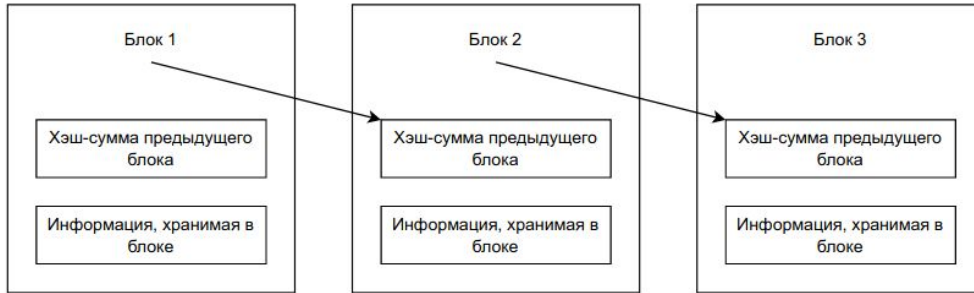 Блок 1
Блок 2
Блок 3
Хэш-сумма предыдущего
блока
Хэш-сумма предыдущего
блока
Хэш-сумма предыдущего
блока
Информация, хранимая в
блоке
Информация, хранимая в
блоке
Информация, хранимая в
блоке